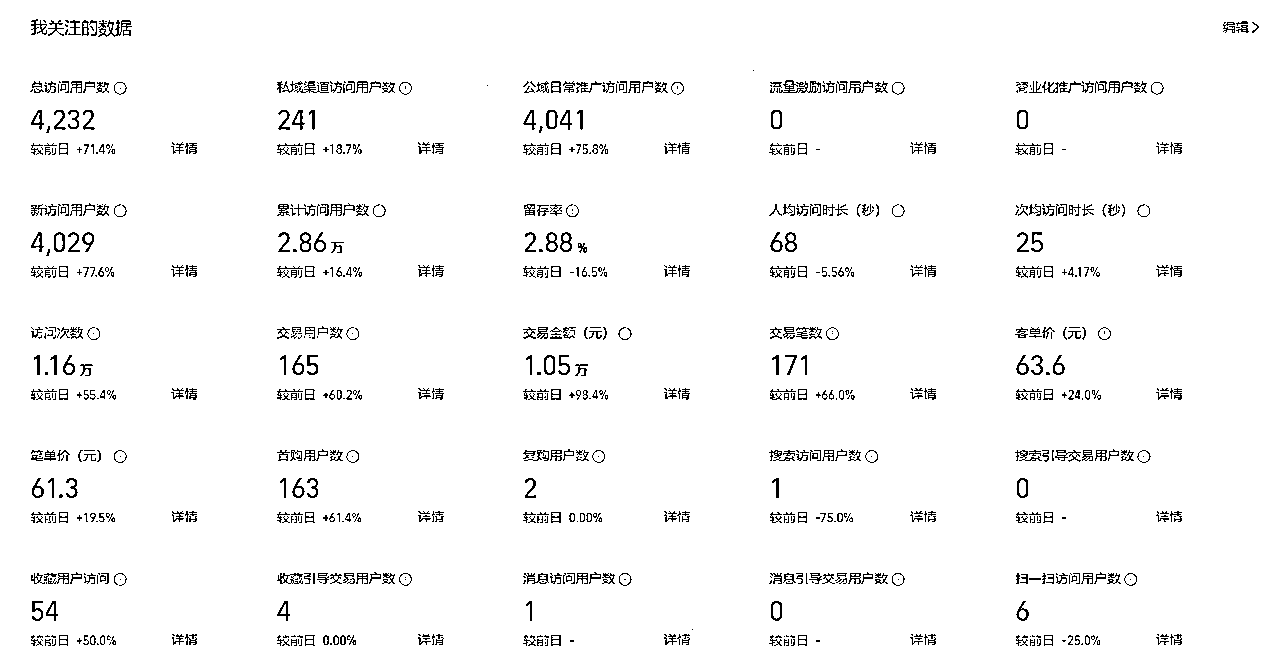 我关注的数据 编辑>
总访问用户数 私域渠道访问用户数 公域日常推广访问用户数 流量激励访问用户数 商业化推广访问用户数
4,232 241 4,041 0 0
较前日 +71.4% 详情 较前日 +18.7% 详情 较前日 +75.8% 详情 较前日 - 详情 较前日 - 详情
新访问用户数 累计访问用户数 留存率 人均访问时长（秒） 次均访问时长（秒）
4,029 2.86万 2.88% 68 25
较前日 +77.6% 详情 较前日 +16.4% 详情 较前日 -16.5% 详情 较前日 -5.56% 详情 较前日 +4.17% 详情
访问次数 交易用户数 交易金额（元） 交易笔数 客单价（元）
1.16万 165 1.05万 171 63.6
较前日 +55.4% 详情 较前日 +60.2% 详情 较前日 +98.4% 详情 较前日 +66.0% 详情 较前日 +24.0% 详情
笔单价（元） 首购用户数 复购用户数 搜索访问用户数 搜索引导交易用户数
61.3 163 2 1 0
较前日 +19.5% 详情 较前日 +61.4% 详情 较前日 0.00% 详情 较前日 -75.0% 详情 较前日 - 详情
收藏用户访问 收藏引导交易用户数 消息访问用户数 消息引导交易用户数 扫一扫访问用户数
54 4 1 0 6
较前日 +50.0% 详情 较前日 0.00% 详情 较前日 - 详情 较前日 - 详情 较前日 -25.0% 详情